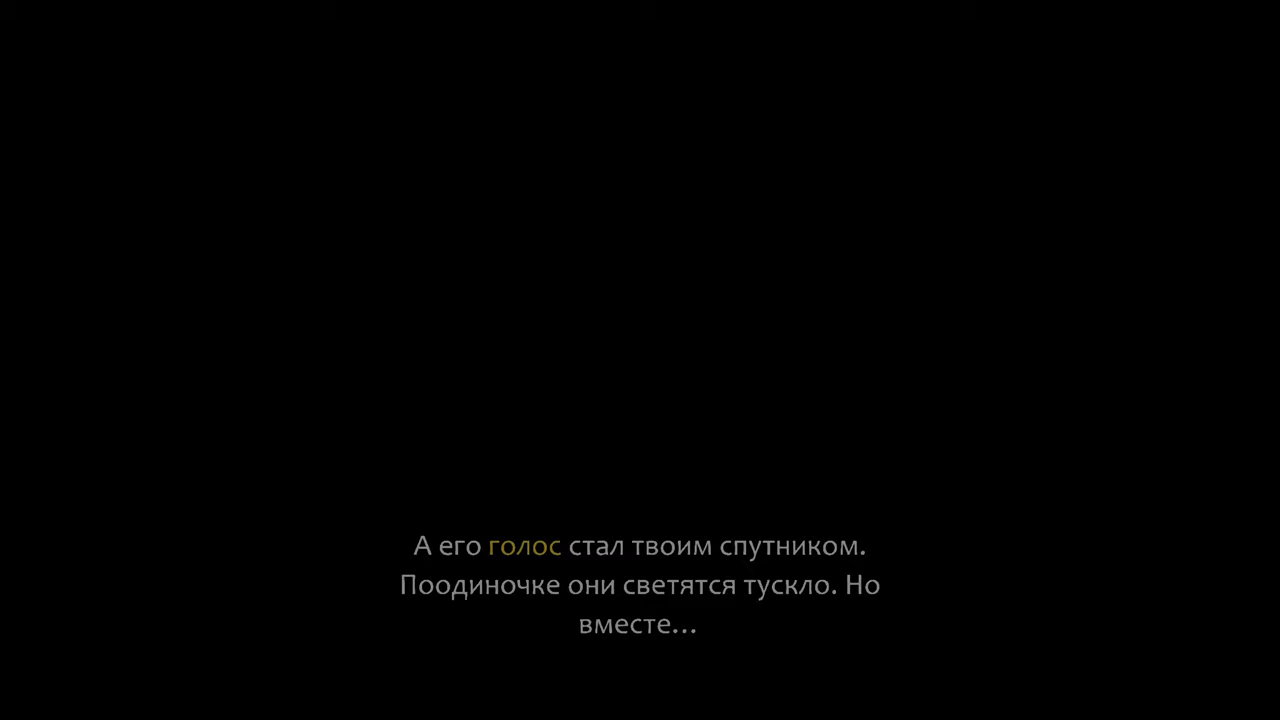 А его голос стал твоим спутником.
Поодиночке они светятся тускло. Но
вместе...